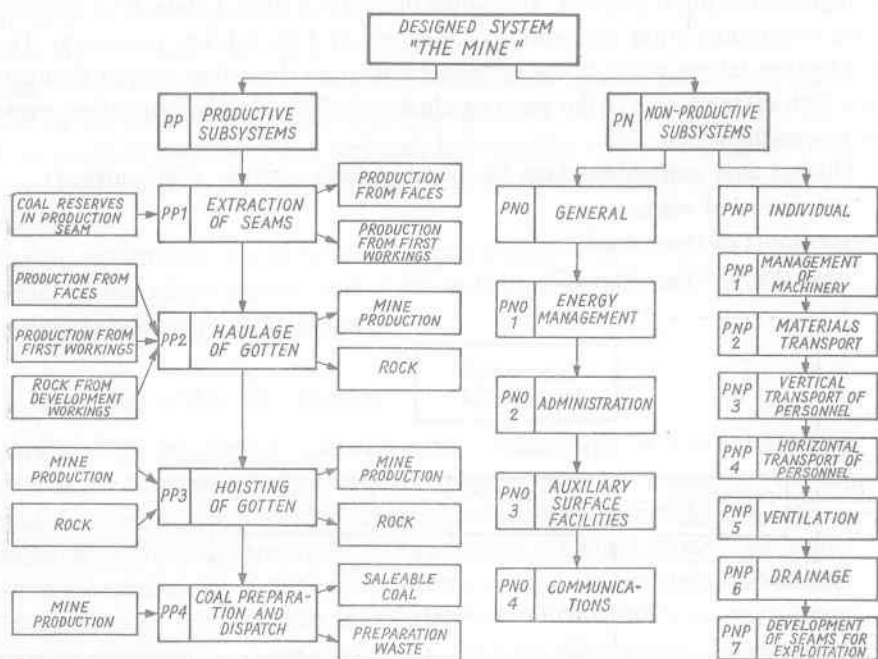 DESIGNED SYSTEM
"THE MINE"
PP
PRODUCTIVE
SUBSYSTEMS
PN
NON-PRODUCTIVE
SUBSYSTEMS
COAL RESERVES
IN PRODUCTION
SEAM
PP1
EXTRACTION
OF SEAMS
PRODUCTION
FROM FACES
PRODUCTION
FROM FIRST
WORKINGS
PRODUCTION FROM
FACES
PRODUCTION FROM
FIRST WORKINGS
ROCK FROM
DEVELOPMENT
WORKINGS
PP2
HAULAGE
OF GOTTEN
MINE
PRODUCTION
ROCK
MINE
PRODUCTION
ROCK
PP3
HOISTING
OF GOTTEN
MINE
PRODUCTION
ROCK
MINE
PRODUCTION
PP4
COAL PREPARA-
TION AND
DISPATCH
SALEABLE
COAL
PREPARATION
WASTE
PNO
GENERAL
PNO
1
ENERGY
MANAGEMENT
PNO
2
ADMINISTRATION
PNO
3
AUXILIARY
SURFACE
FACILITIES
PNO
4
COMMUNICA-
TIONS
PNP
INDIVIDUAL
PNP
1
MANAGEMENT
OF
MACHINERY
PNP
2
MATERIALS
TRANSPORT
PNP
3
VERTICAL
TRANSPORT OF
PERSONNEL
PNP
4
HORIZONTAL
TRANSPORT OF
PERSONNEL
PNP
5
VENTILATION
PNP
6
DRAINAGE
PNP
7
DEVELOPMENT
OF SEAMS FOR
EXPLOITATION